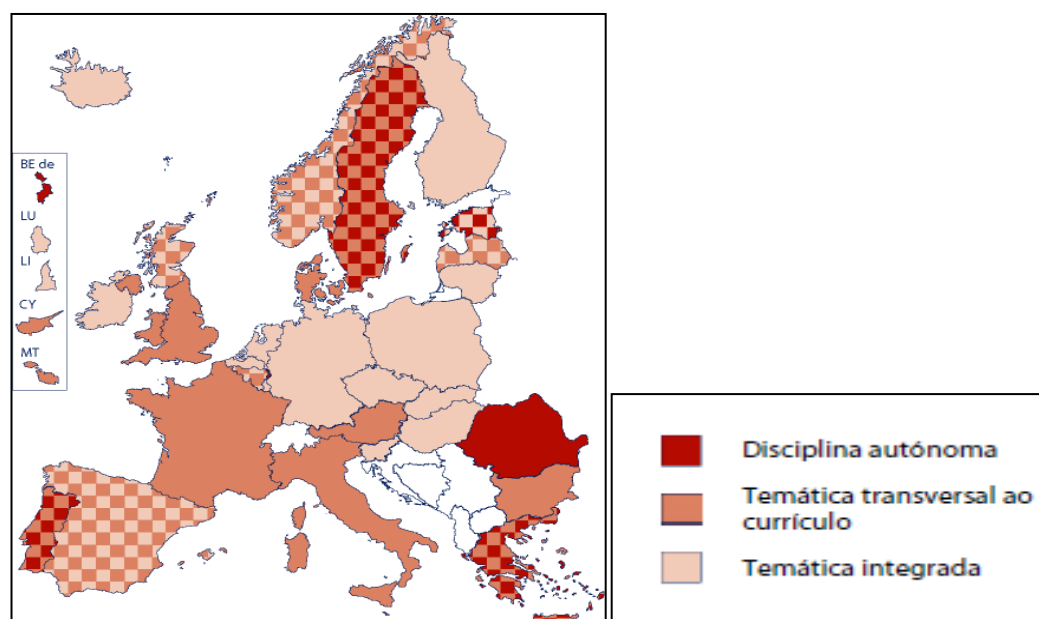 BE de
LU
LI
CY
MT
Disciplina autónoma
Temática transversal ao
currículo
Temática integrada